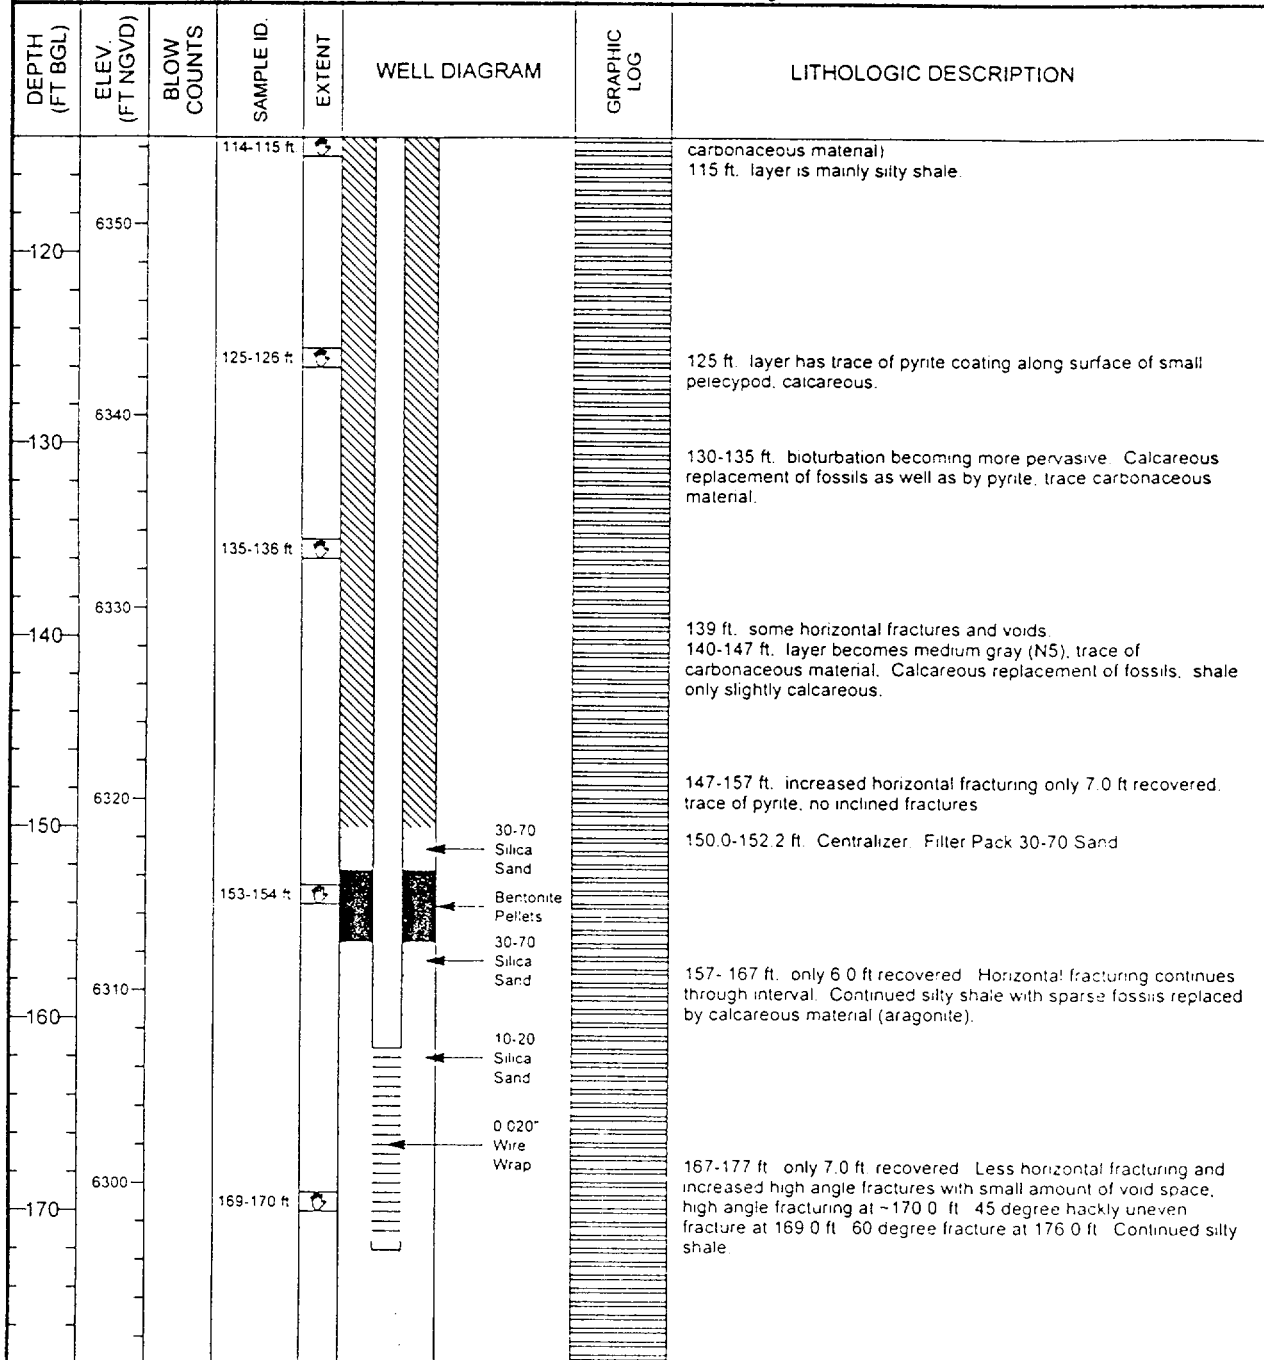 DEPTH
(FT BGL)
ELEV.
(FT NGVD)
BLOW
COUNTS
SAMPLE ID.
EXTENT
WELL DIAGRAM
GRAPHIC
LOG
LITHOLOGIC DESCRIPTION
114-115 ft
carbonaceous material)
115 ft. layer is mainly silty shale.
6350
120
125-126 ft
125 ft. layer has trace of pyrite coating along surface of small
pelecypod, calcareous.
6340
130
130-135 ft. bioturbation becoming more pervasive. Calcareous
replacement of fossils as well as by pyrite, trace carbonaceous
material.
135-136 ft
6330
140
139 ft. some horizontal fractures and voids.
140-147 ft. layer becomes medium gray (N5), trace of
carbonaceous material. Calcareous replacement of fossils, shale
only slightly calcareous.
147-157 ft. increased horizontal fracturing only 7.0 ft recovered,
trace of pyrite, no inclined fractures
6320
150
30-70
Silica
Sand
150.0-152.2 ft. Centralizer. Filter Pack 30-70 Sand
153-154 ft
Bentonite
Pellets
30-70
Silica
Sand
157- 167 ft. only 6.0 ft recovered Horizontal fracturing continues
through interval. Continued silty shale with sparse fossils replaced
by calcareous material (aragonite).
6310
160
10-20
Silica
Sand
0.020"
Wire
Wrap
167-177 ft only 7.0 ft. recovered Less horizontal fracturing and
increased high angle fractures with small amount of void space,
high angle fracturing at ~170.0 ft 45 degree hackly uneven
fracture at 169.0 ft 60 degree fracture at 176.0 ft Continued silty
shale.
6300
169-170 ft
170